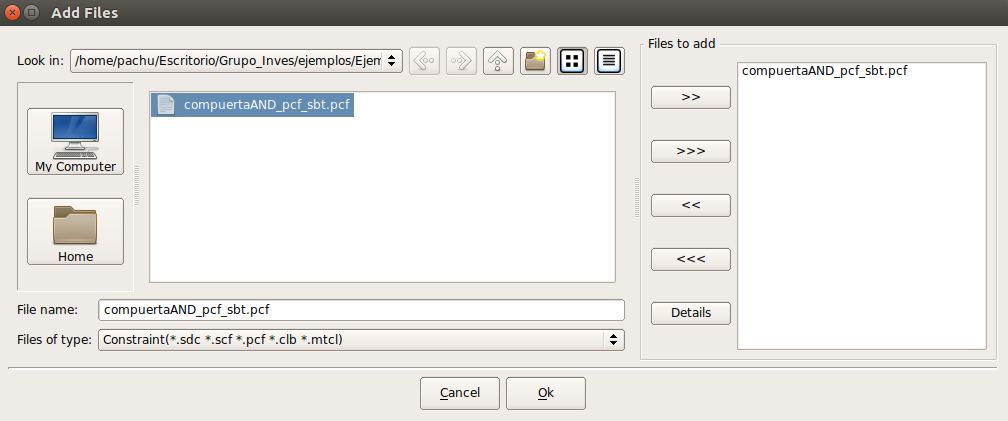 Add Files
Look in: /home/pachu/Escritorio/Grupo_Inves/ejemplos/Ejem
My Computer
Home
compuertaAND_pcf_sbt.pcf
File name: compuertaAND_pcf_sbt.pcf
Files of type: Constraint(*.sdc *.scf *.pcf *.clb *.mtcl)
Files to add
>>
>>>
<<
<<<
Details
compuertaAND_pcf_sbt.pcf
Cancel Ok